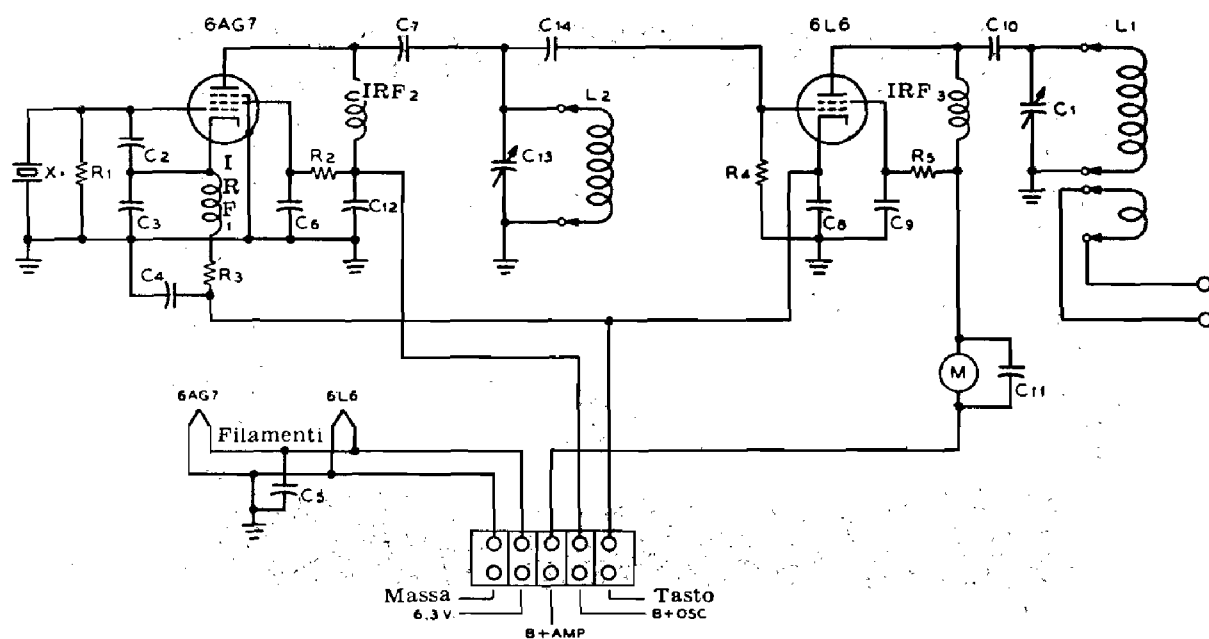 6AG7
C7
C14
6L6
C10
L1
IRF2
L2
IRF3
C1
C2
I
R2
C13
R5
X.
R1
R
R4
C3
F1
C6
C12
C8
C9
C4
R3
M
C11
6AG7
6L6
Filamenti
C5
Massa
Tasto
6,3 V.
B+OSC
B+AMP